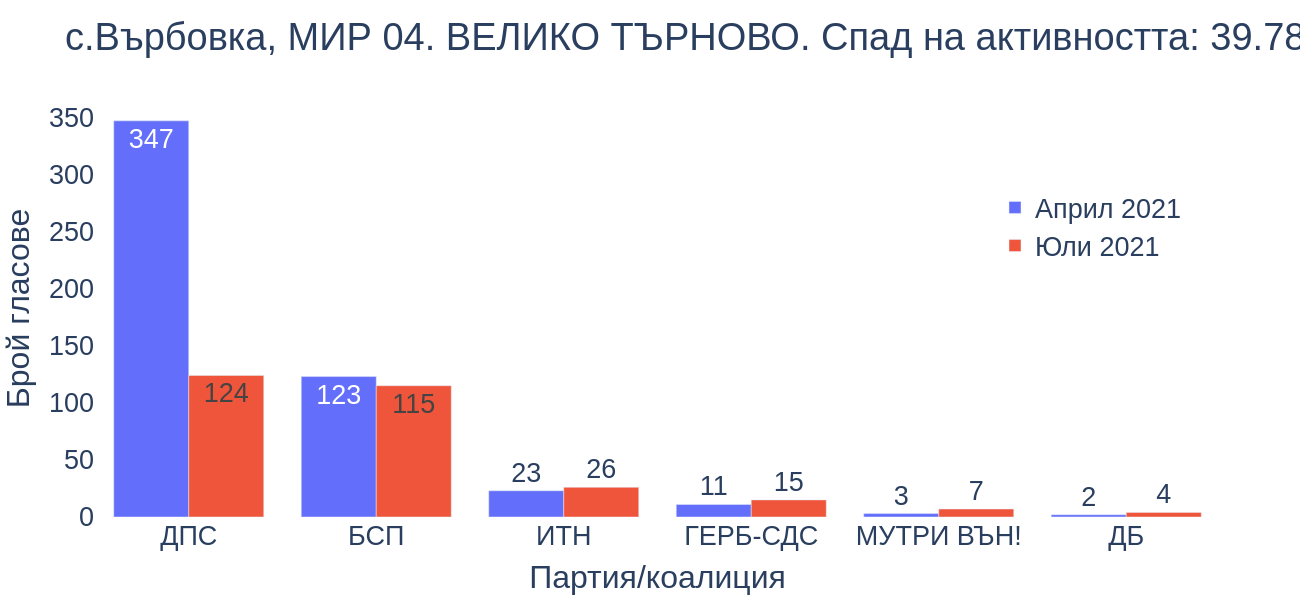 с.Върбовка, МИР 04. ВЕЛИКО ТЪРНОВО. Спад на активността: 39.78
Брой гласове
350
300
250
200
150
100
50
0
347
124
123
115
23
26
11
15
3
7
2
4
Април 2021
Юли 2021
ДПС
БСП
ИТН
ГЕРБ-СДС
МУТРИ ВЪН!
ДБ
Партия/коалиция